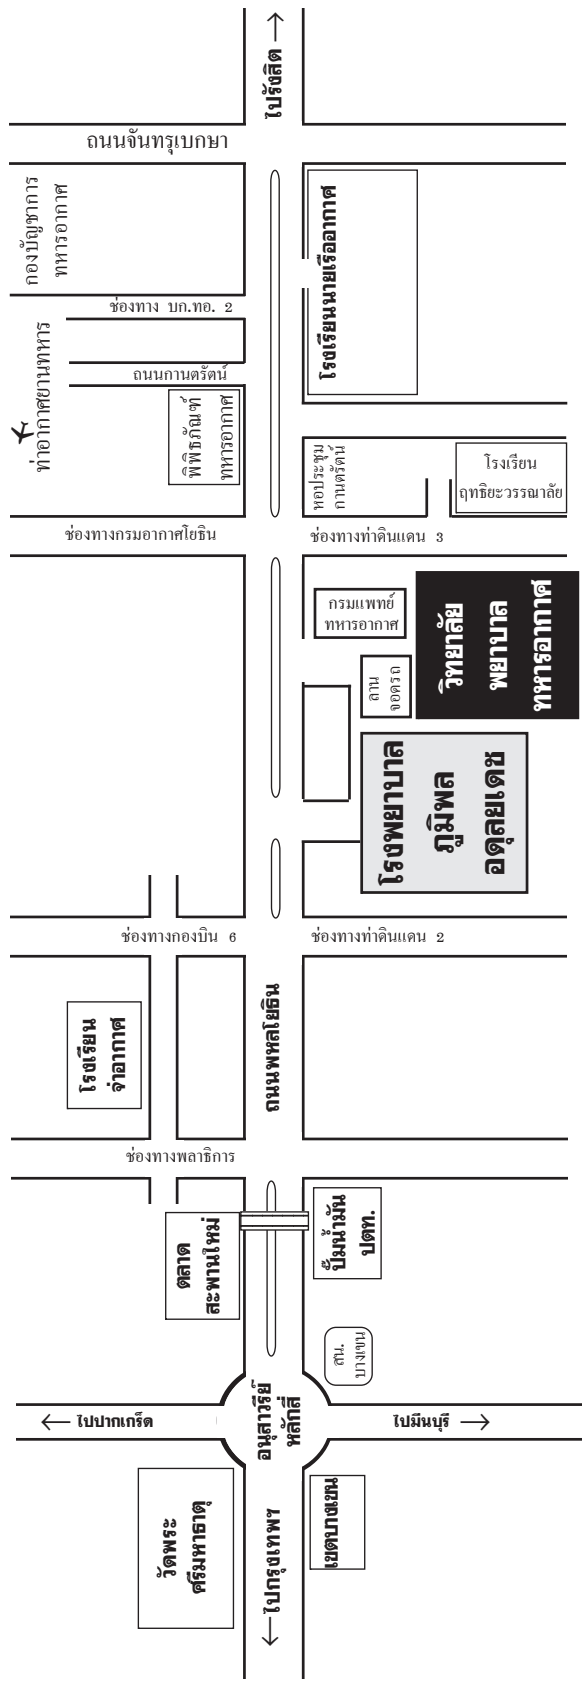 ไปรังสิต
ถนนจันทรุเบกษา
กองบัญชาการ
ทหารอากาศ
โรงเรียนนายเรืออากาศ
ช่องทาง บก.ทอ. 2
ท่าอากาศยานทหาร
ถนนกานตรัตน์
พิพิธภัณฑ์
ทหารอากาศ
หอประชุม
กานตรัตน์
โรงเรียน
ฤทธิยะวรรณาลัย
ช่องทางกรมอากาศโยธิน
ช่องทางท่าดินแดน 3
กรมแพทย์
ทหารอากาศ
วิทยาลัย
พยาบาล
ทหารอากาศ
ลาน
จอดรถ
โรงพยาบาล
ภูมิพล
อดุลยเดช
ช่องทางกองบิน 6
ช่องทางท่าดินแดน 2
โรงเรียน
จ่าอากาศ
ถนนพหลโยธิน
ช่องทางพลาธิการ
ตลาด
สะพานใหม่
ปั๊มน้ำมัน
ปตท.
สน.
บางเขน
ไปปากเกร็ด
อนุสาวรีย์
หลักสี่
ไปมีนบุรี
วัดพระ
ศรีมหาธาตุ
ไปกรุงเทพฯ
เขตบางเขน